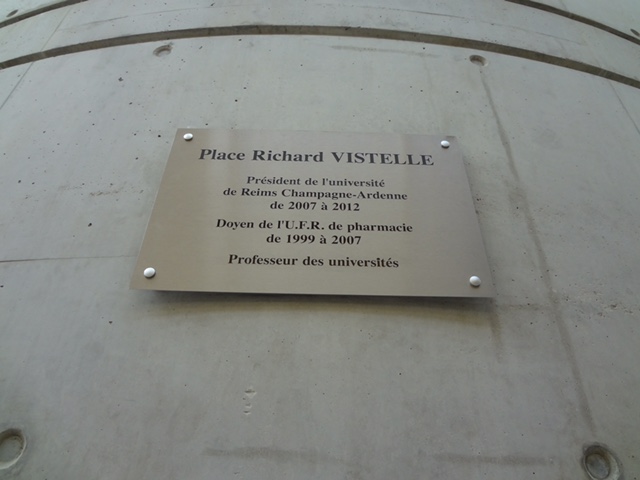 Place Richard VISTELLE
Président de l'université
de Reims Champagne-Ardenne
de 2007 à 2012
Doyen de l'U.F.R. de pharmacie
de 1999 à 2007
Professeur des universités